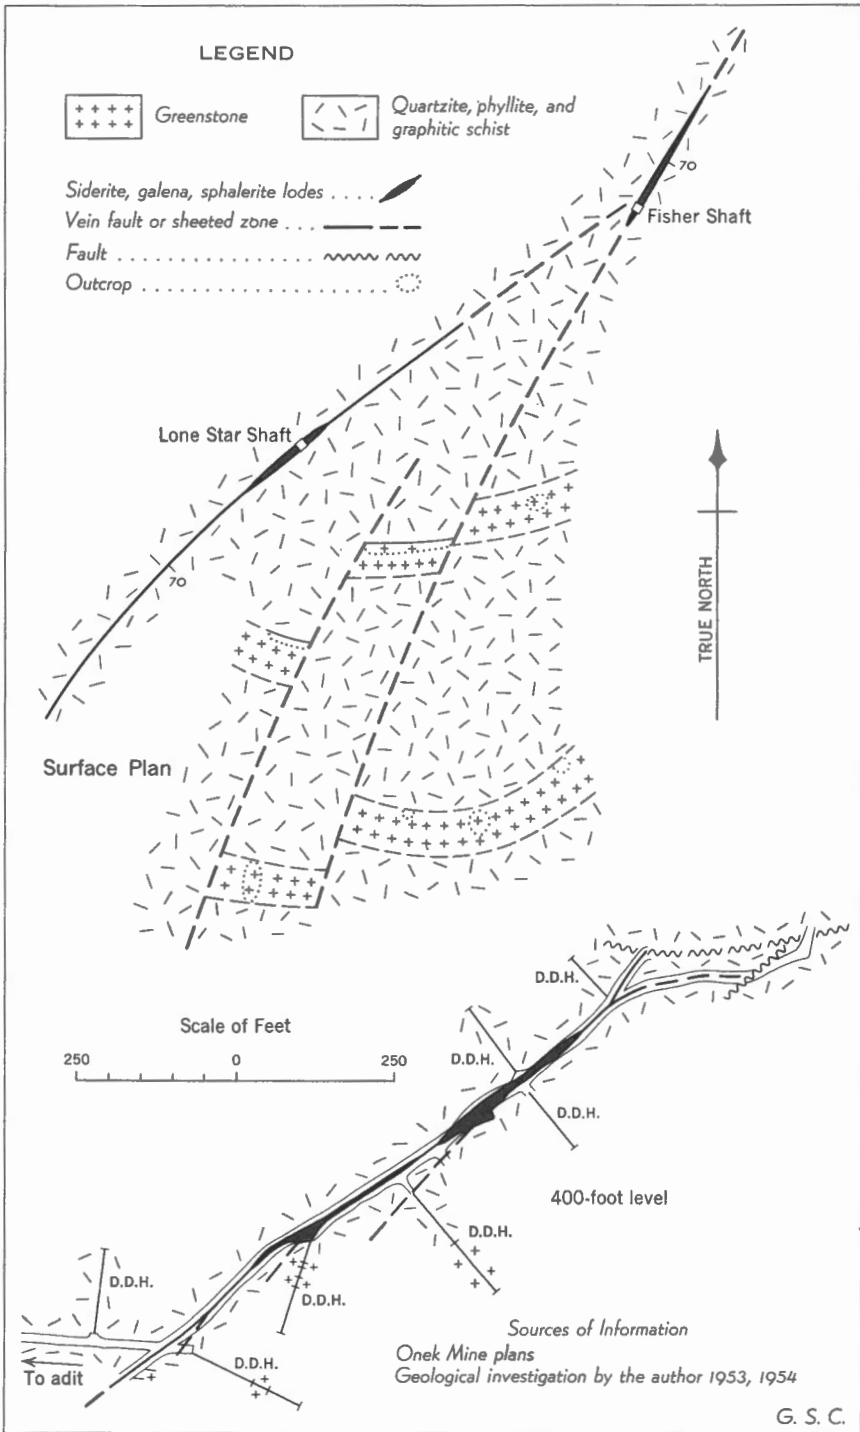 LEGEND
Greenstone
Quartzite, phyllite, and
graphitic schist
Siderite, galena, sphalerite lodes . . . .
Vein fault or sheeted zone . . .
Fault . . . . . . . . . . . . . . .
Outcrop . . . . . . . . . . . . . . . . . .
70
Fisher Shaft
Lone Star Shaft
70
TRUE NORTH
Surface Plan
D.D.H.
Scale of Feet
250 0 250
D.D.H.
D.D.H.
400-foot level
D.D.H.
D.D.H.
D.D.H.
D.D.H.
To adit
Sources of Information
Onek Mine plans
Geological investigation by the author 1953, 1954
G. S. C.